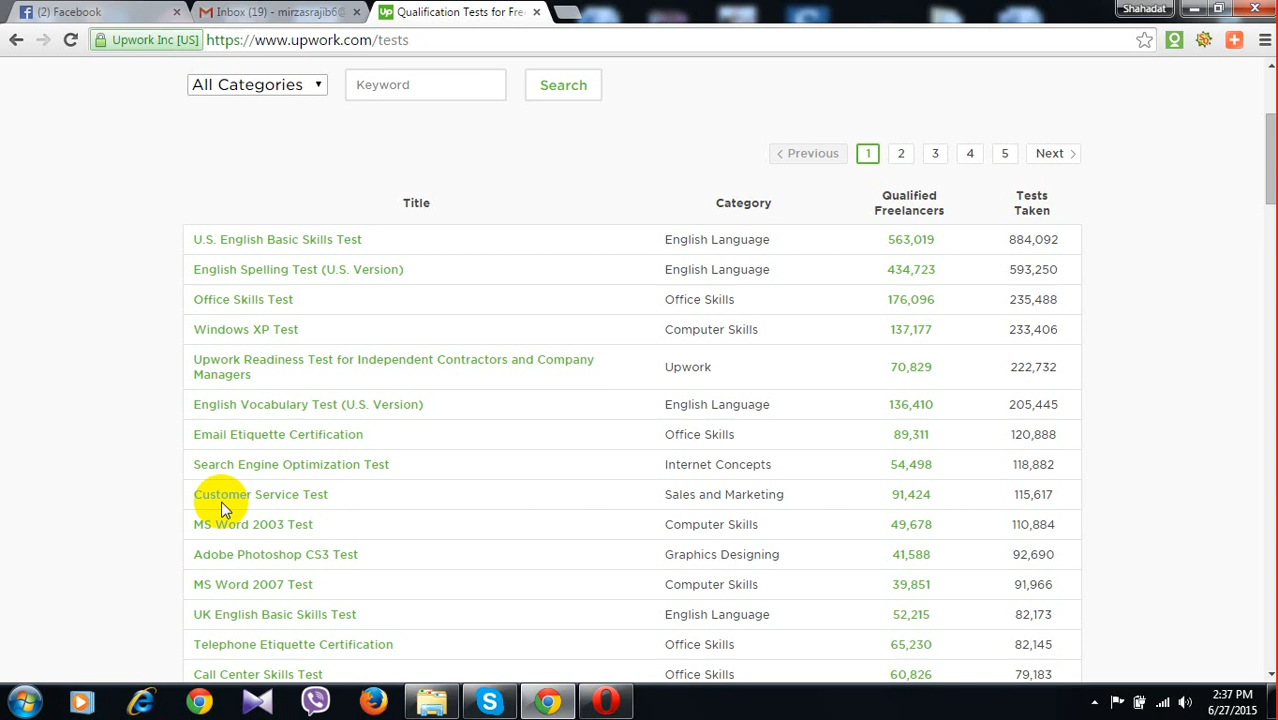 (2) Facebook
Inbox (19) - mirzasrajib6@
Qualification Tests for Fre
Shahadat
Upwork Inc [US]
https://www.upwork.com/tests
All Categories
Keyword
Search
Previous 1 2 3 4 5 Next
Title Category Qualified Freelancers Tests Taken
U.S. English Basic Skills Test English Language 563,019 884,092
English Spelling Test (U.S. Version) English Language 434,723 593,250
Office Skills Test Office Skills 176,096 235,488
Windows XP Test Computer Skills 137,177 233,406
Upwork Readiness Test for Independent Contractors and Company
Managers Upwork 70,829 222,732
English Vocabulary Test (U.S. Version) English Language 136,410 205,445
Email Etiquette Certification Office Skills 89,311 120,888
Search Engine Optimization Test Internet Concepts 54,498 118,882
Customer Service Test Sales and Marketing 91,424 115,617
MS Word 2003 Test Computer Skills 49,678 110,884
Adobe Photoshop CS3 Test Graphics Designing 41,588 92,690
MS Word 2007 Test Computer Skills 39,851 91,966
UK English Basic Skills Test English Language 52,215 82,173
Telephone Etiquette Certification Office Skills 65,230 82,145
Call Center Skills Test Office Skills 60,826 79,183
2:37 PM
6/27/2015